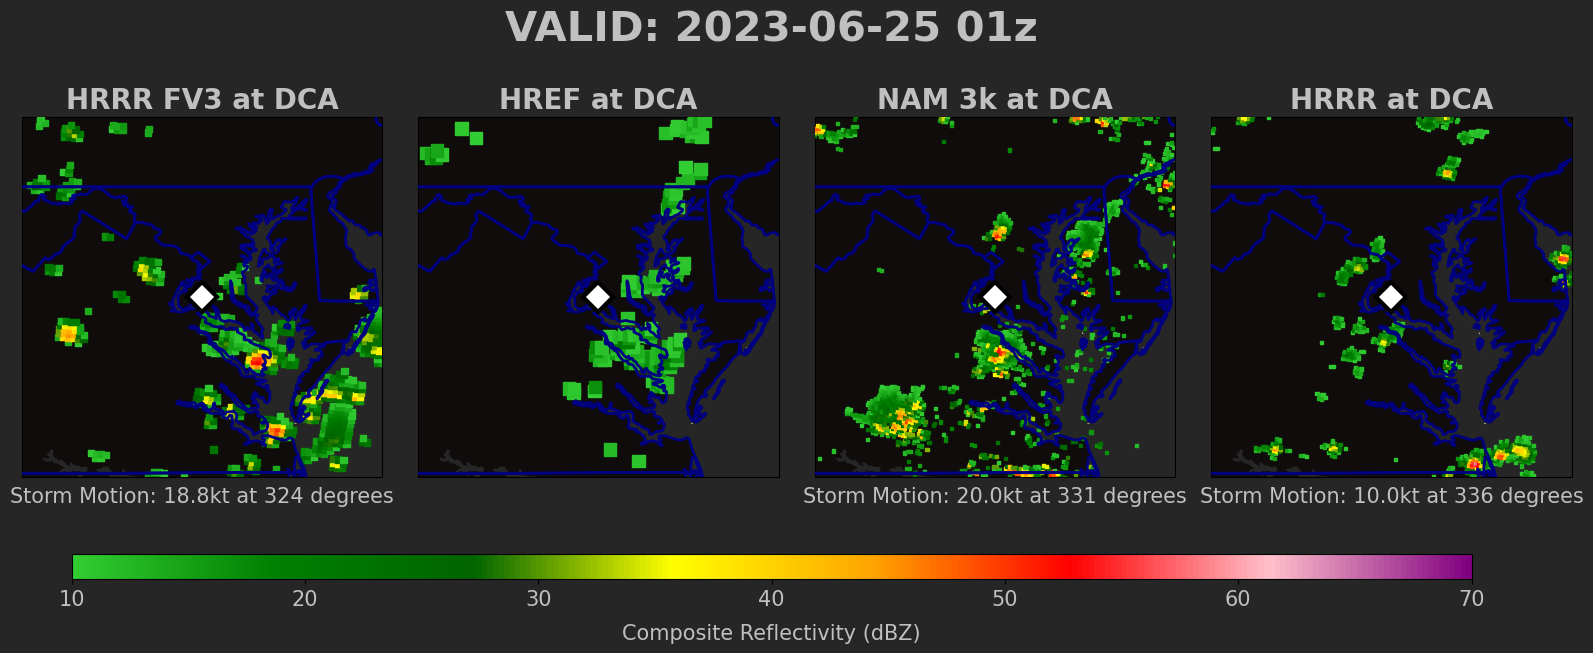 VALID: 2023-06-25 01z
HRRR FV3 at DCA
HREF at DCA
NAM 3k at DCA
HRRR at DCA
Storm Motion: 18.8kt at 324 degrees
Storm Motion: 20.0kt at 331 degrees
Storm Motion: 10.0kt at 336 degrees
10 20 30 40 50 60 70
Composite Reflectivity (dBZ)